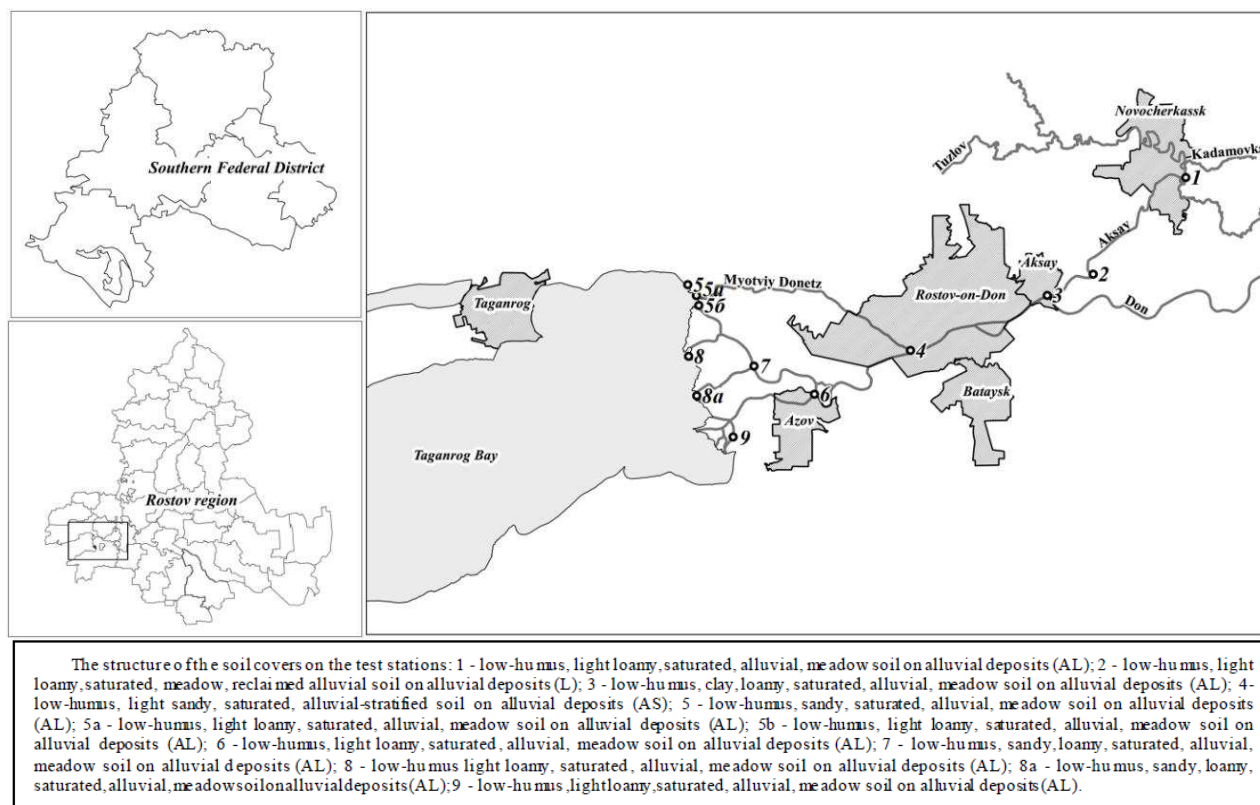 Southern Federal District
Rostov region
Novocherkassk
Tuzlov
Kadamovka
1
Aksay
2
Aksay
3
Don
Rostov-on-Don
4
Bataysk
Taganrog
5
5a
5б
Myotviy Donetz
8
7
8a
6
Azov
9
Taganrog Bay
The structure of the soil covers on the test stations: 1 - low-humus, light loamy, saturated, alluvial, meadow soil on alluvial deposits (AL); 2 - low-humus, light
loamy, saturated, meadow, reclaimed alluvial soil on alluvial deposits (L); 3 - low-humus, clay, loamy, saturated, alluvial, meadow soil on alluvial deposits (AL); 4-
low-humus, light sandy, saturated, alluvial-stratified soil on alluvial deposits (AS); 5 - low-humus, sandy, saturated, alluvial, meadow soil on alluvial deposits
(AL); 5a - low-humus, light loamy, saturated, alluvial, meadow soil on alluvial deposits (AL); 5b - low-humus, light loamy, saturated, alluvial, meadow soil on
alluvial deposits (AL); 6 - low-humus, light loamy, saturated, alluvial, meadow soil on alluvial deposits (AL); 7 - low-humus, sandy, loamy, saturated, alluvial,
meadow soil on alluvial deposits (AL); 8 - low-humus light loamy, saturated, alluvial, meadow soil on alluvial deposits (AL); 8a - low-humus, sandy, loamy,
saturated, alluvial, meadow soil on alluvial deposits (AL); 9 - low-humus, light loamy, saturated, alluvial, meadow soil on alluvial deposits (AL).